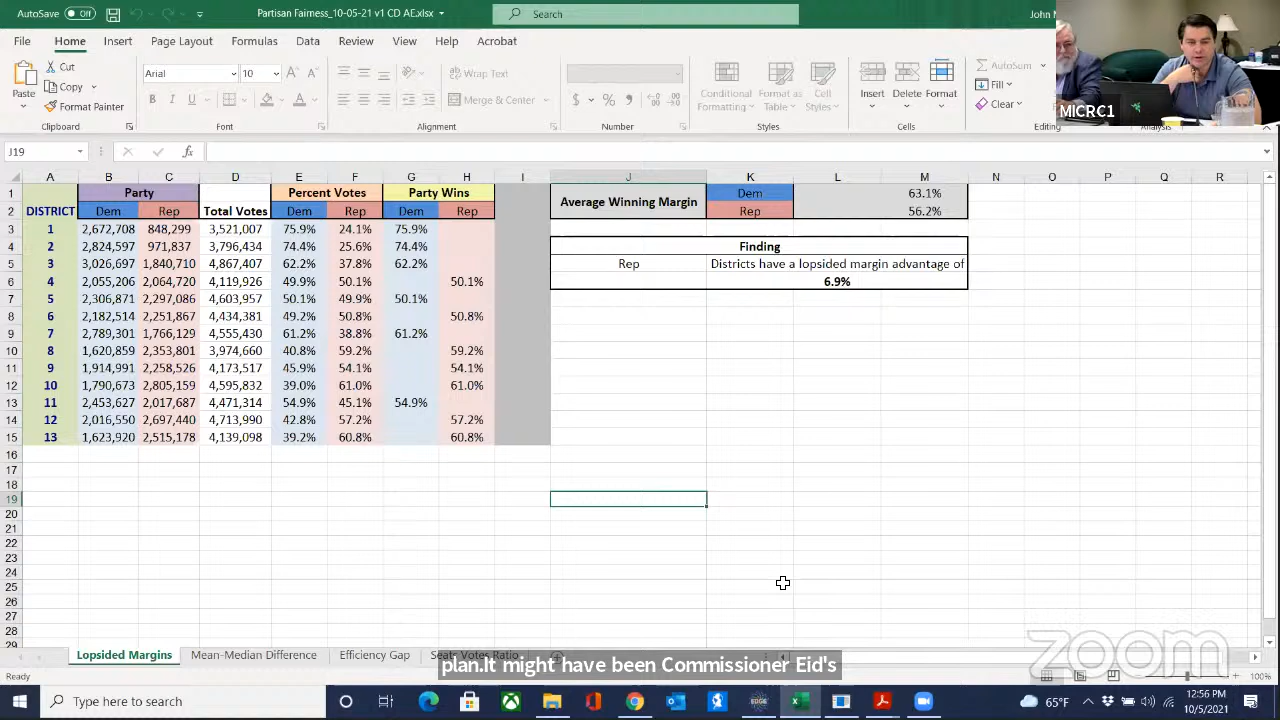 AutoSave Off Partisan Fairness_10-05-21 v1 CD AE.xlsx Search John
File Home Insert Page Layout Formulas Data Review View Help Acrobat
Cut Arial 10 Wrap Text AutoSum
Copy Fill
Paste Format Painter B I U Merge & Center $ % Conditional Formatting Format as Table Cell Styles Insert Delete Format Clear
MICRC1
Clipboard Font Alignment Number Styles Cells Editing Analysis
J19 fx
A B C D E F G H I J K L M N O P Q R
1 Party Percent Votes Party Wins Average Winning Margin Dem 63.1%
2 DISTRICT Dem Rep Total Votes Dem Rep Dem Rep Rep 56.2%
3 1 2,672,708 848,299 3,521,007 75.9% 24.1% 75.9%
4 2 2,824,597 971,837 3,796,434 74.4% 25.6% 74.4% Finding
5 3 3,026,697 1,840,710 4,867,407 62.2% 37.8% 62.2% Rep Districts have a lopsided margin advantage of
6 4 2,055,206 2,064,720 4,119,926 49.9% 50.1% 50.1% 6.9%
7 5 2,306,871 2,297,086 4,603,957 50.1% 49.9% 50.1%
8 6 2,182,514 2,251,867 4,434,381 49.2% 50.8% 50.8%
9 7 2,789,301 1,766,129 4,555,430 61.2% 38.8% 61.2%
10 8 1,620,859 2,353,801 3,974,660 40.8% 59.2% 59.2%
11 9 1,914,991 2,258,526 4,173,517 45.9% 54.1% 54.1%
12 10 1,790,673 2,805,159 4,595,832 39.0% 61.0% 61.0%
13 11 2,453,627 2,017,687 4,471,314 54.9% 45.1% 54.9%
14 12 2,016,550 2,697,440 4,713,990 42.8% 57.2% 57.2%
15 13 1,623,920 2,515,178 4,139,098 39.2% 60.8% 60.8%
16
17
18
19
20
21
22
23
24
25
26
27
28
29
zoom
Lopsided Margins Mean-Median Difference Efficiency Gap Seats Votes Ratio
plan.It might have been Commissioner Eid's
Ready 100%
Type here to search 65°F 12:56 PM
10/5/2021